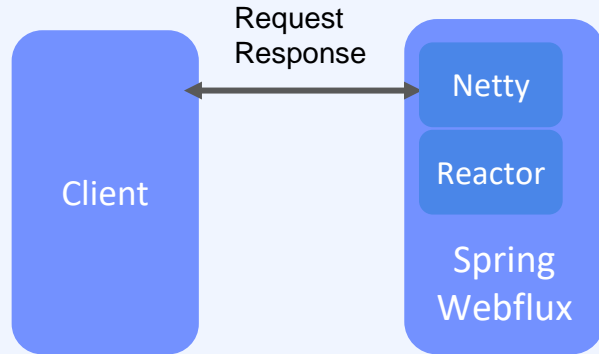 Request
Response
Client
Netty
Reactor
Spring
Webflux